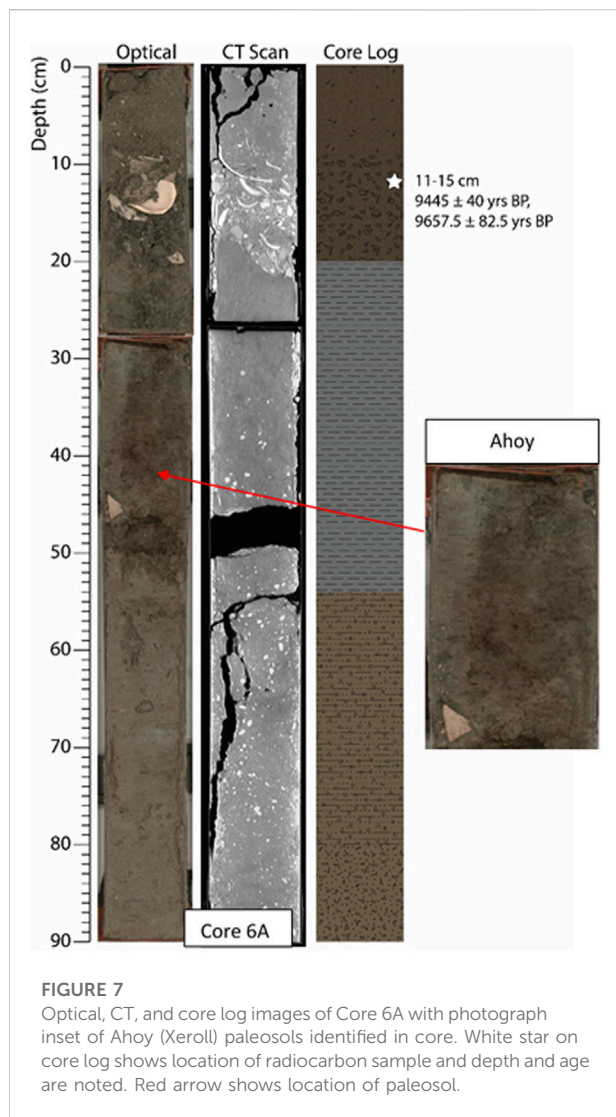 Optical CT Scan Core Log
Depth (cm)
0
10
20
30
40
50
60
70
80
90
11-15 cm
9445 ± 40 yrs BP,
9657.5 ± 82.5 yrs BP
Ahoy
Core 6A
FIGURE 7
Optical, CT, and core log images of Core 6A with photograph
inset of Ahoy (Xeroll) paleosols identified in core. White star on
core log shows location of radiocarbon sample and depth and age
are noted. Red arrow shows location of paleosol.